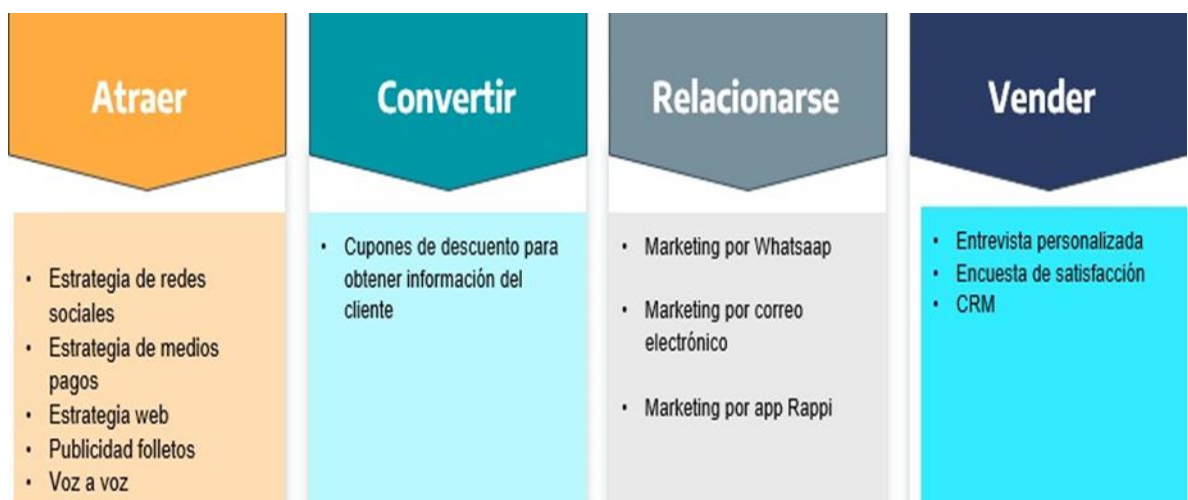 Atraer
Estrategia de redes
sociales
Estrategia de medios
pagos
Estrategia web
Publicidad folletos
Voz a voz
Convertir
Cupones de descuento para
obtener información del
cliente
Relacionarse
Marketing por Whatsaap
Marketing por correo
electrónico
Marketing por app Rappi
Vender
Entrevista personalizada
Encuesta de satisfacción
CRM